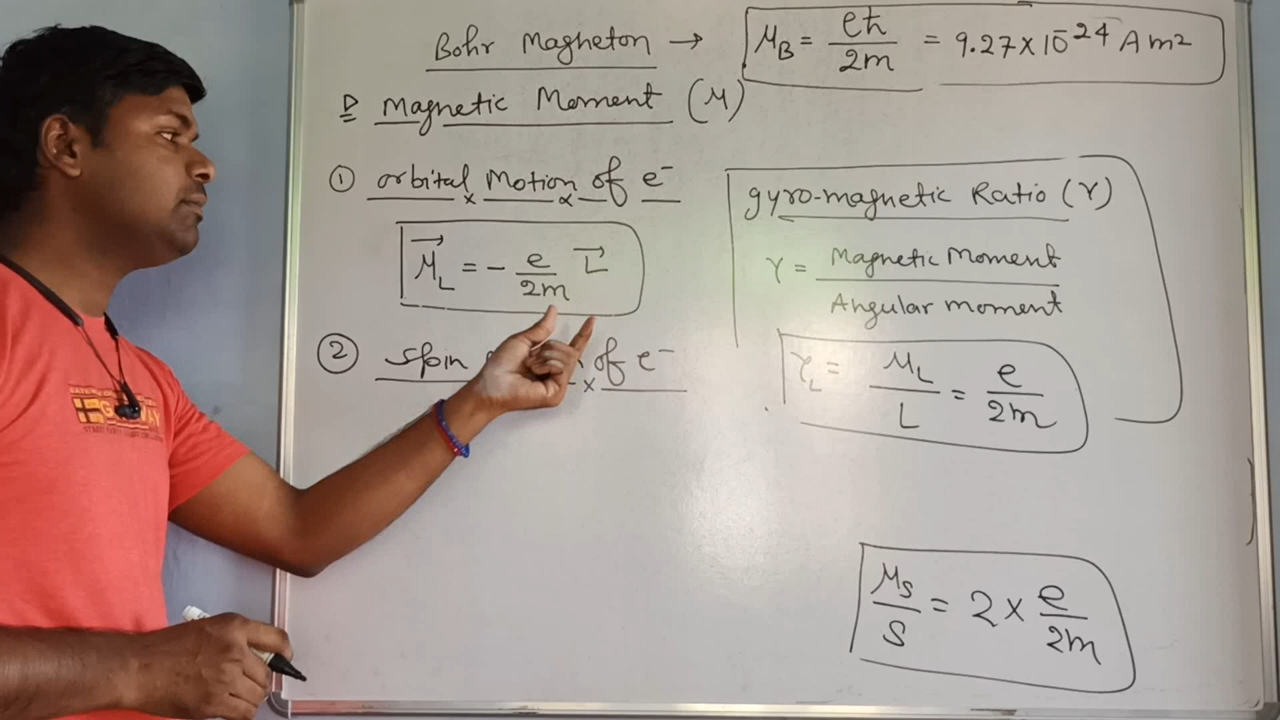 Bohr Magneton → μB = eħ/2m = 9.27×10⁻²⁴ A m²
D Magnetic Moment (μ)
① orbital Motion of e⁻
μ⃗L = - e/2m L⃗
② spin of e⁻
gyro-magnetic Ratio (γ)
γ = Magnetic Moment / Angular moment
γL = μL/L = e/2m
μs/s = 2 × e/2m